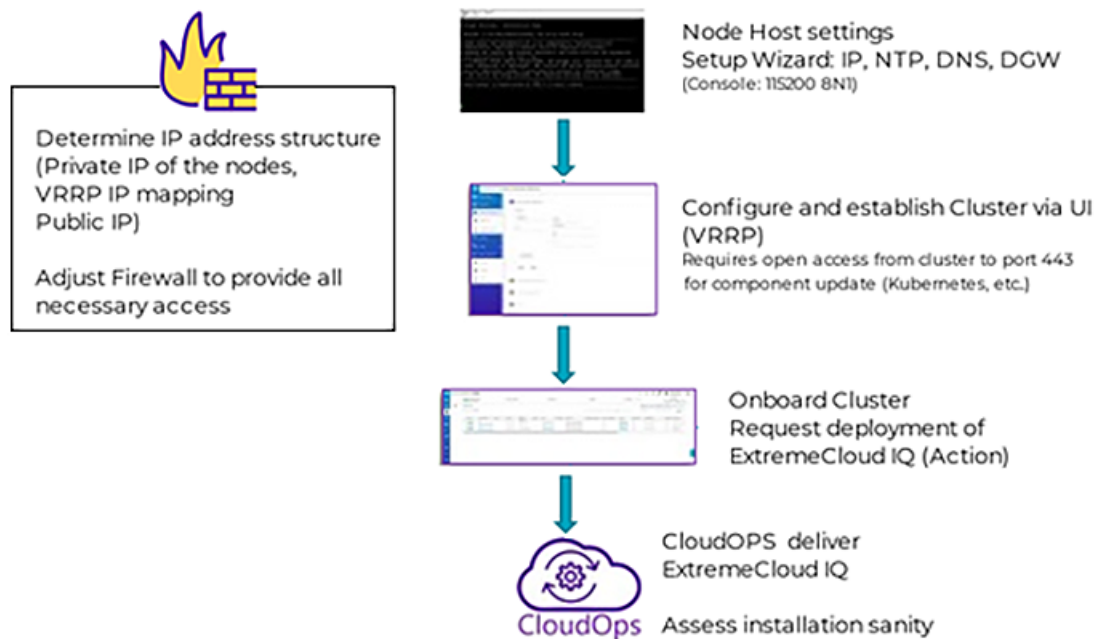 Determine IP address structure
(Private IP of the nodes,
VRRP IP mapping
Public IP)
Adjust Firewall to provide all
necessary access
Node Host settings
Setup Wizard: IP, NTP, DNS, DGW
(Console: 115200 8N1)
Configure and establish Cluster via UI
(VRRP)
Requires open access from cluster to port 443
for component update (Kubernetes, etc.)
Onboard Cluster
Request deployment of
ExtremeCloud IQ (Action)
CloudOPS deliver
ExtremeCloud IQ
CloudOps
Assess installation sanity